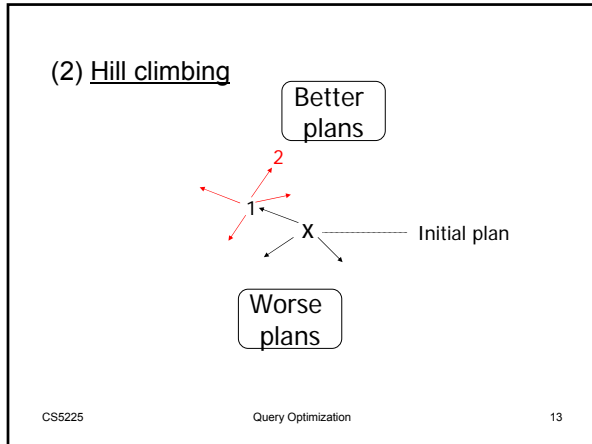 (2) Hill climbing
Better
plans
2
1
X
Initial plan
Worse
plans
CS5225 Query Optimization 13